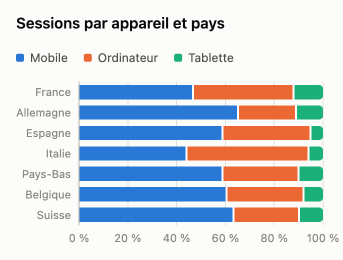 Sessions par appareil et pays
Mobile Ordinateur Tablette
France
Allemagne
Espagne
Italie
Pays-Bas
Belgique
Suisse
0 % 20 % 40 % 60 % 80 % 100 %